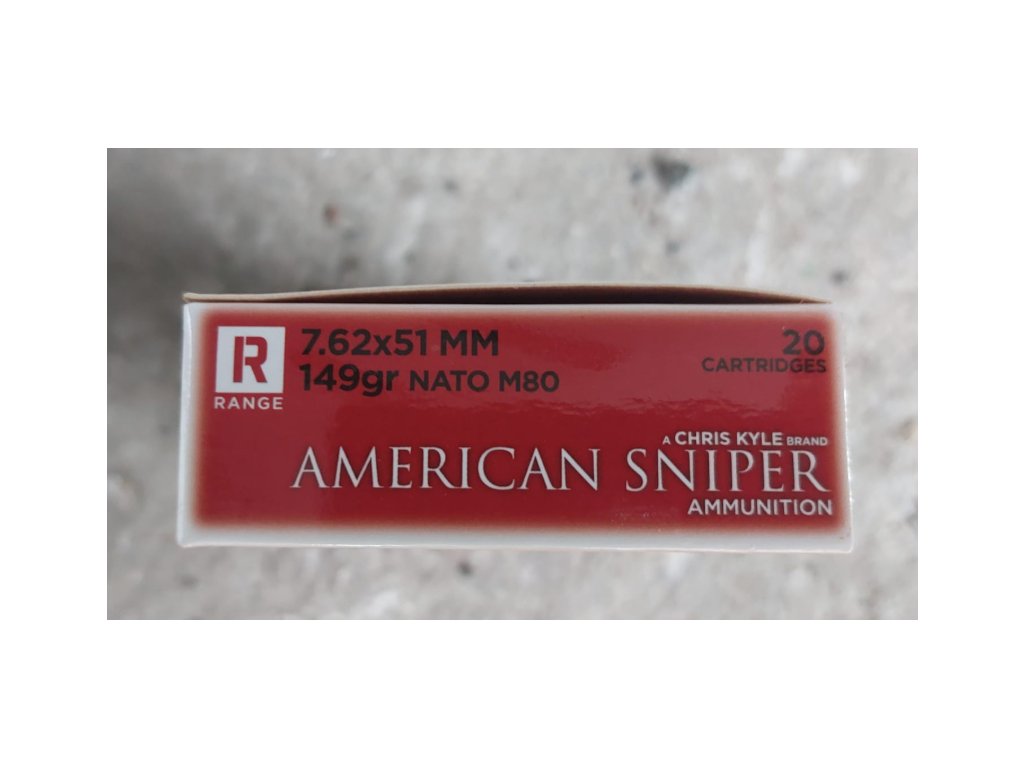 R
RANGE
7.62x51 MM
149gr NATO M80
20
CARTRIDGES
A CHRIS KYLE BRAND
AMERICAN SNIPER
AMMUNITION